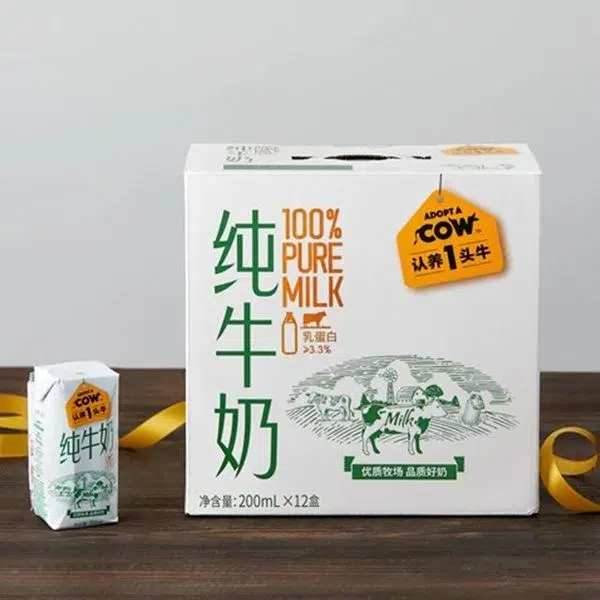 纯牛奶
100%
PURE
MILK
乳蛋白
≥3.3%
ADOPT A
COW
认养1头牛
Milk
优质牧场 品质好奶
净含量:200mL×12盒
ADOPT A
COW
认养1头牛
纯牛奶